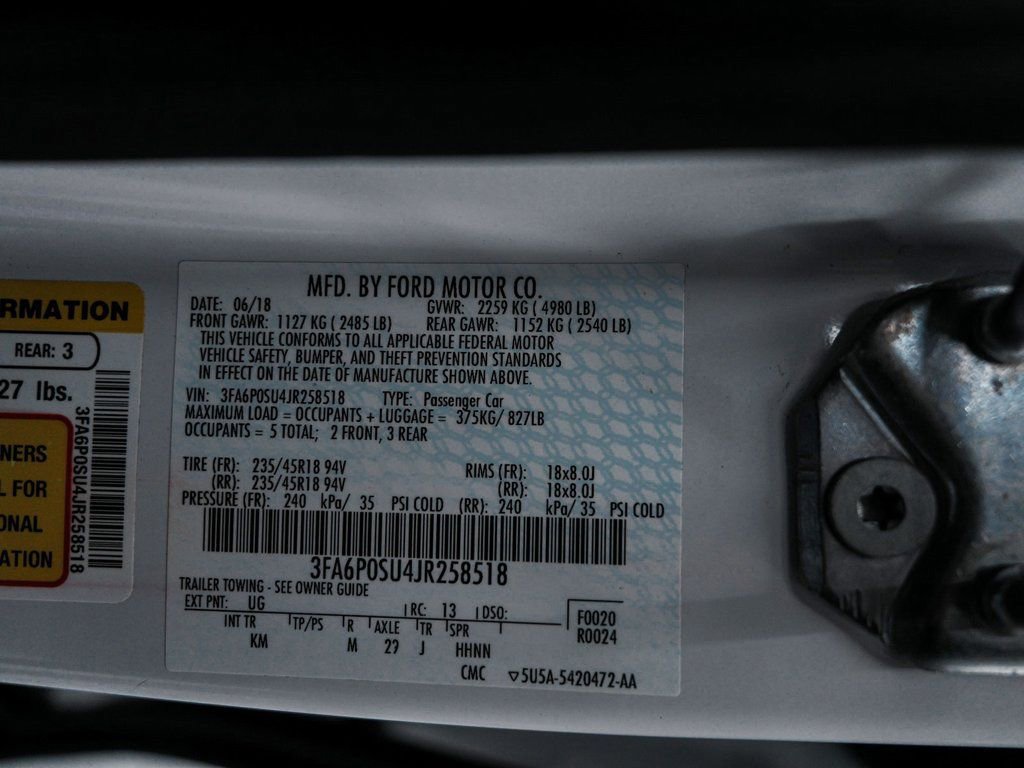 RMATION
REAR: 3
27 lbs.
NERS
L FOR
ONAL
ATION
3FA6P0SU4JR258518
MFD. BY FORD MOTOR CO.
DATE: 06/18 GVWR: 2259 KG ( 4980 LB)
FRONT GAWR: 1127 KG ( 2485 LB) REAR GAWR: 1152 KG ( 2540 LB)
THIS VEHICLE CONFORMS TO ALL APPLICABLE FEDERAL MOTOR
VEHICLE SAFETY, BUMPER, AND THEFT PREVENTION STANDARDS
IN EFFECT ON THE DATE OF MANUFACTURE SHOWN ABOVE.
VIN: 3FA6P0SU4JR258518 TYPE: Passenger Car
MAXIMUM LOAD = OCCUPANTS + LUGGAGE = 375KG/ 827LB
OCCUPANTS = 5 TOTAL; 2 FRONT, 3 REAR
TIRE (FR): 235/45R18 94V RIMS (FR): 18x8.0J
(RR): 235/45R18 94V (RR): 18x8.0J
PRESSURE (FR): 240 kPa/ 35 PSI COLD (RR): 240 kPa/ 35 PSI COLD
3FA6P0SU4JR258518
TRAILER TOWING - SEE OWNER GUIDE
EXT PNT: UG RC: 13 DSO: F0020
INT TR TP/PS R AXLE TR SPR R0024
KM M 29 J HHNN
CMC ▽5U5A-5420472-AA